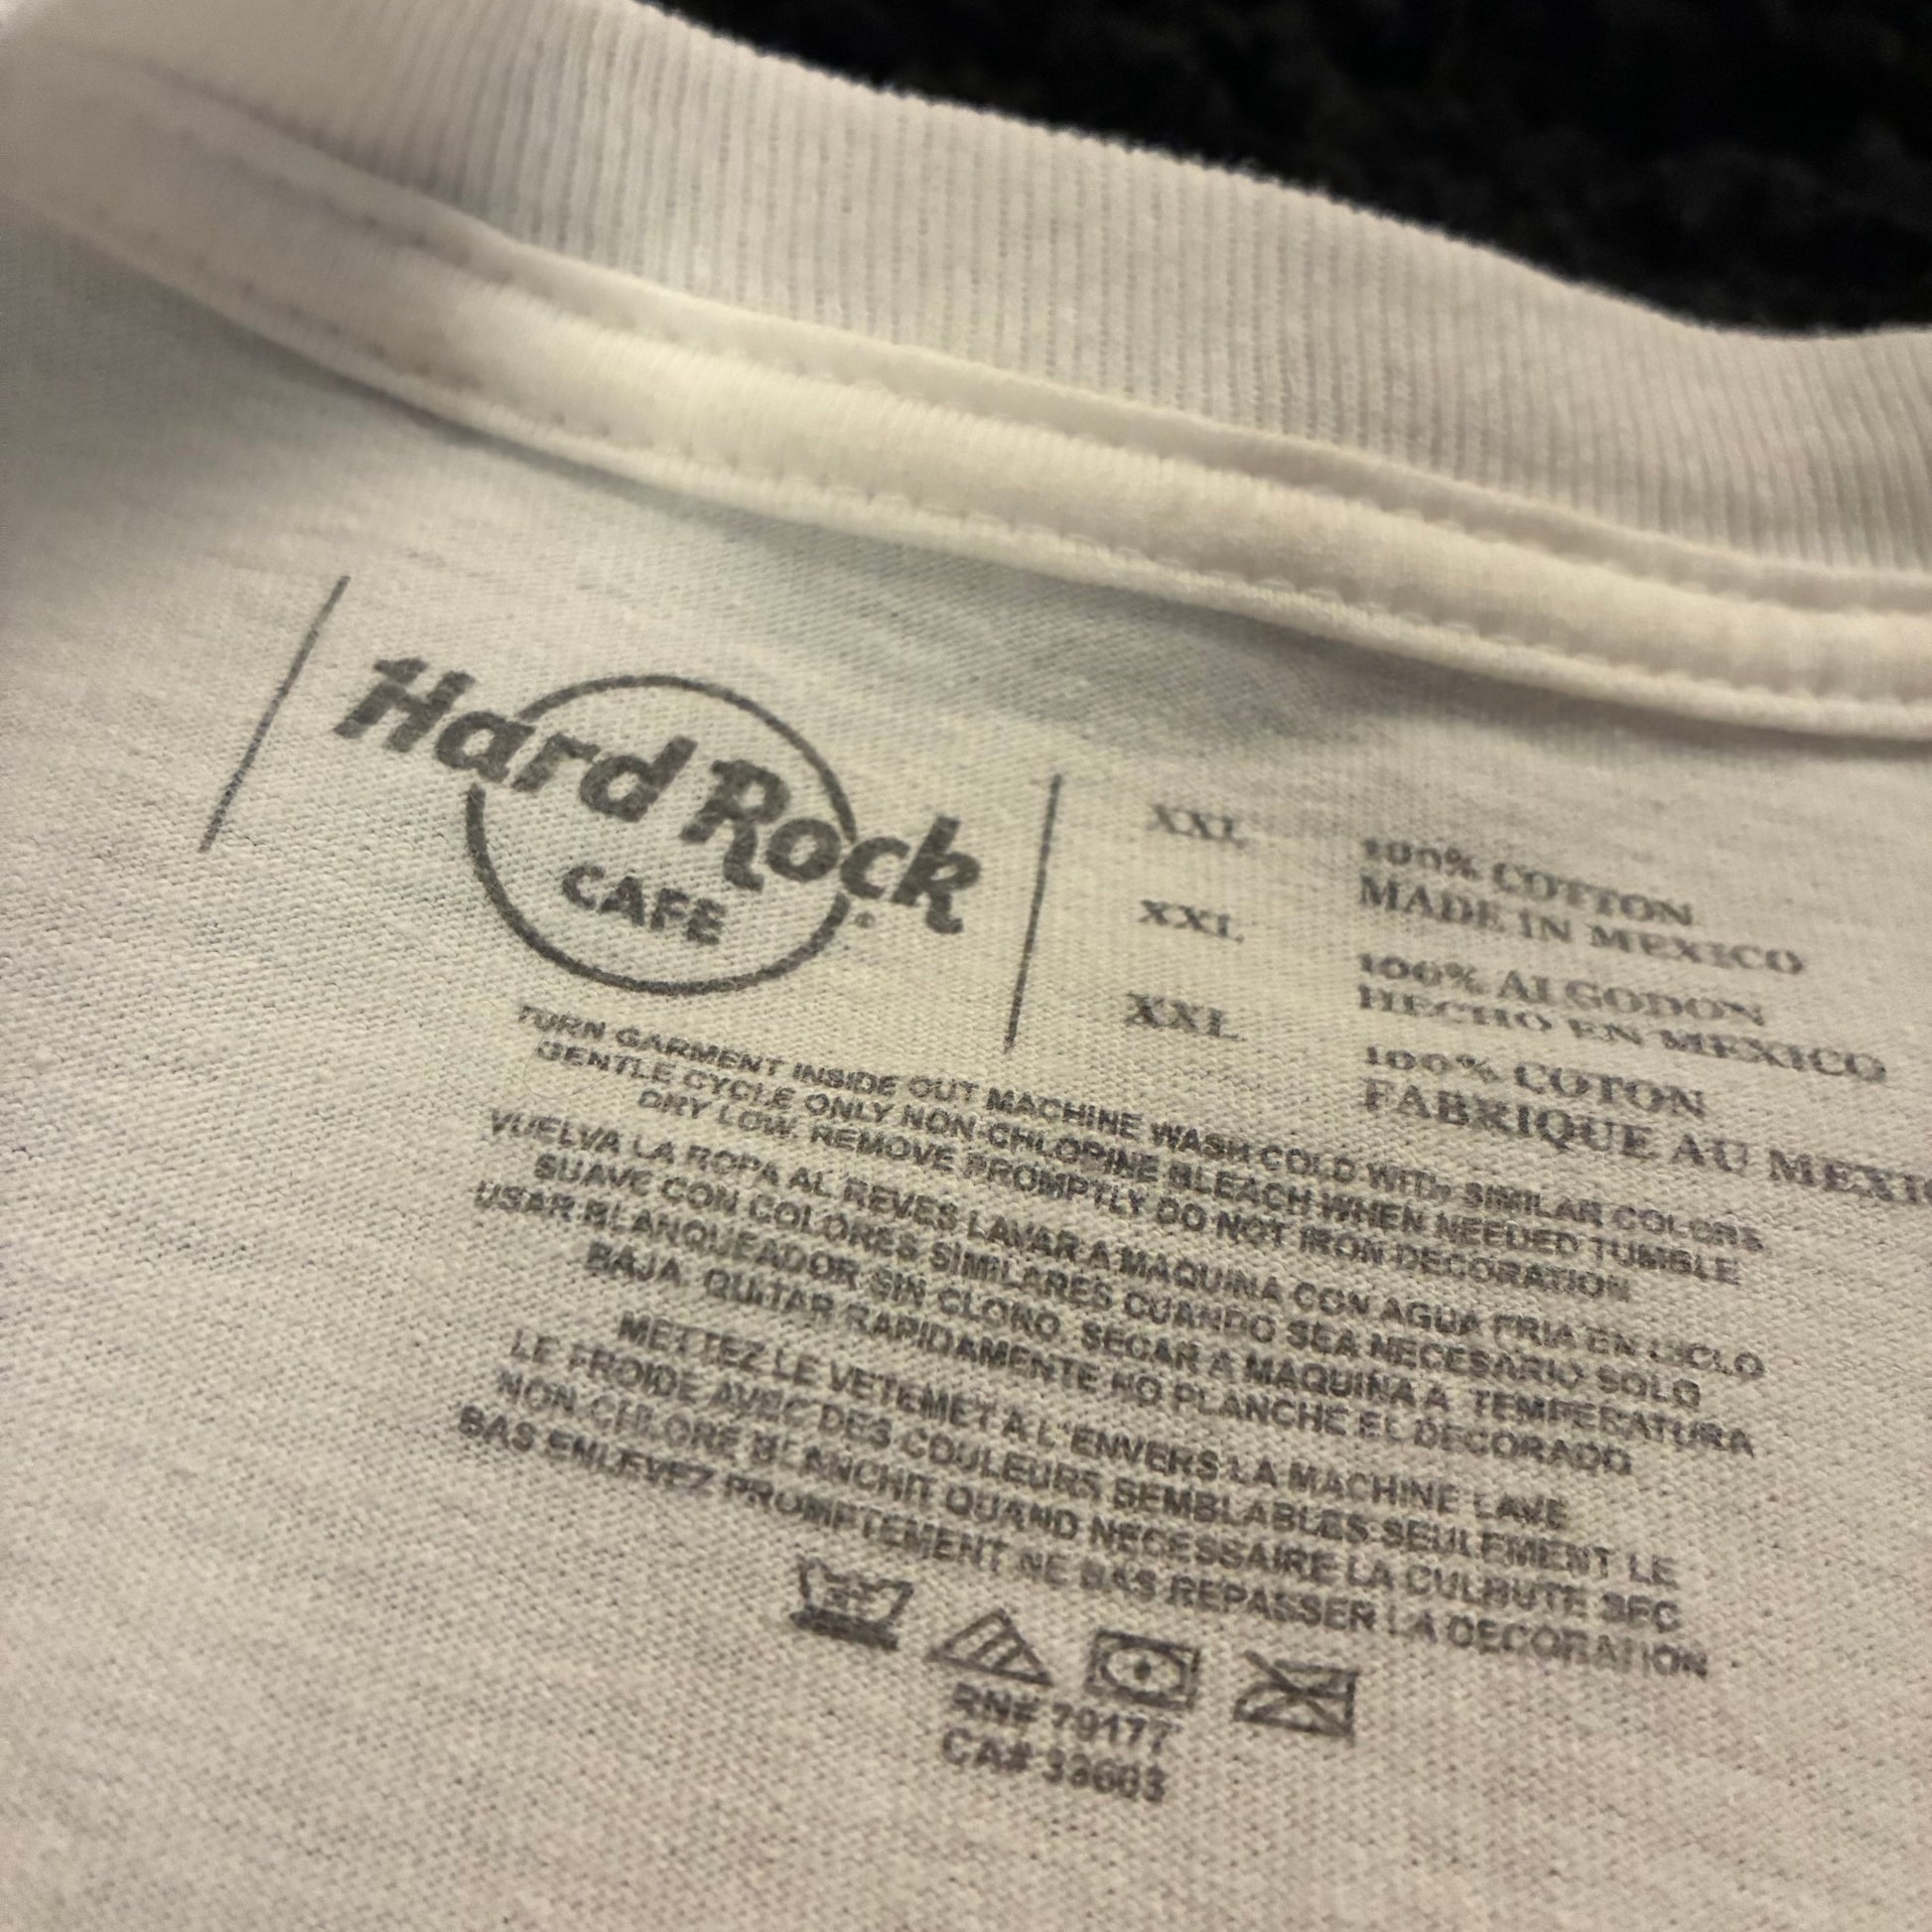 Hard Rock
CAFE
®
XXL
XXL
XXL
100% COTTON
MADE IN MEXICO
100% ALGODON
HECHO EN MEXICO
100% COTON
FABRIQUE AU
TURN GARMENT INSIDE OUT MACHINE WASH COLD WITH SIMILAR COLORS
GENTLE CYCLE ONLY NON-CHLORINE BLEACH WHEN NEEDED TUMBLE
DRY LOW. REMOVE PROMPTLY DO NOT IRON DECORATION
VUELVA LA ROPA AL REVES LAVAR A MAQUINA CON AGUA FRIA EN CICLO
SUAVE CON COLORES SIMILARES CUANDO SEA NECESARIO SOLO
USAR BLANQUEADOR SIN CLORO. SECAR A MAQUINA A TEMPERATURA
BAJA. QUITAR RAPIDAMENTE NO PLANCHE EL DECORADO
METTEZ LE VETEMET A L'ENVERS LA MACHINE LAVE
LE FROIDE AVEC DES COULEURS SEMBLABLES SEULEMENT LE
NON-CHLORE BLANCHIT QUAND NECESSAIRE LA CULBUTE SEC
BAS ENLEVEZ PROMPTEMENT NE BAS REPASSER LA DECORATION
RN# 79177
CA# 33603